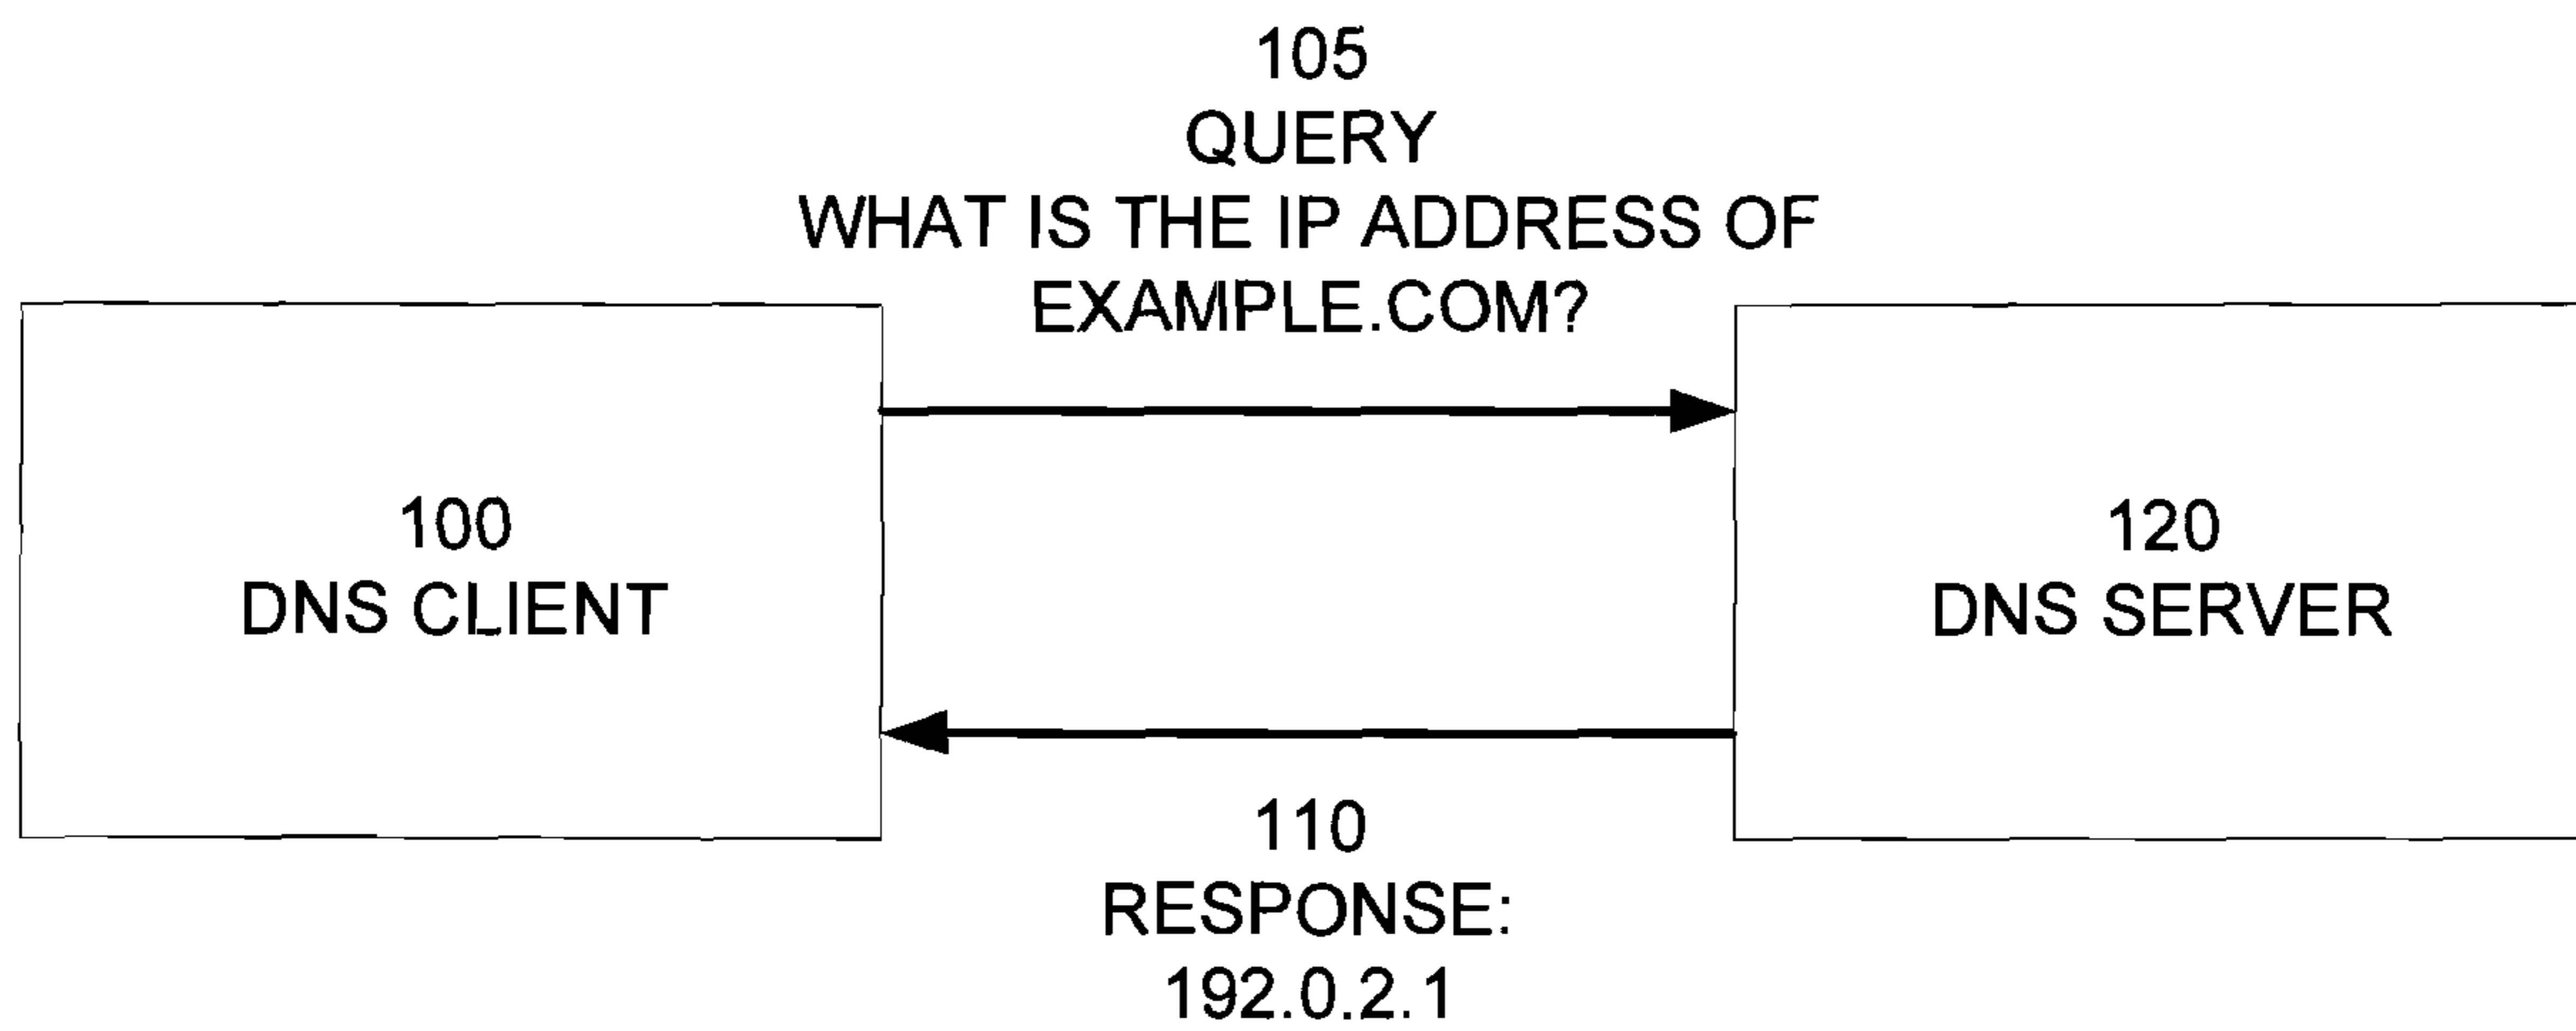 105
QUERY
WHAT IS THE IP ADDRESS OF
EXAMPLE.COM?
100
DNS CLIENT
120
DNS SERVER
110
RESPONSE:
192.0.2.1